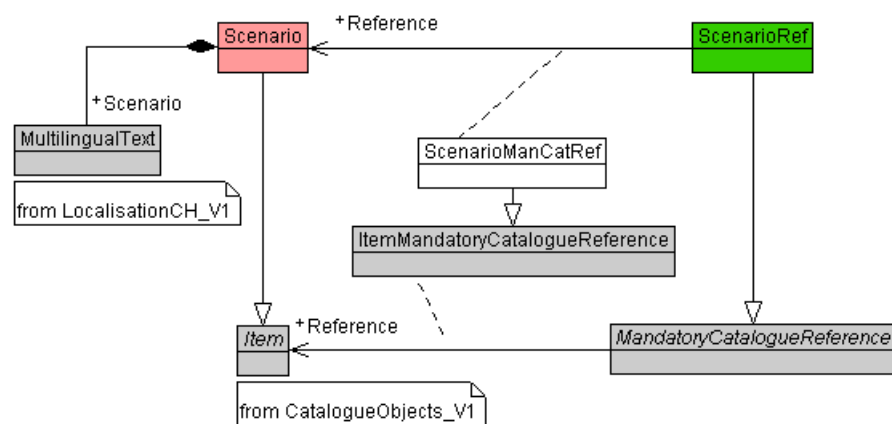 +Reference
Scenario
ScenarioRef
+Scenario
MultilingualText
ScenarioManCatRef
from LocalisationCH_V1
ItemMandatoryCatalogueReference
+Reference
Item
MandatoryCatalogueReference
from CatalogueObjects_V1